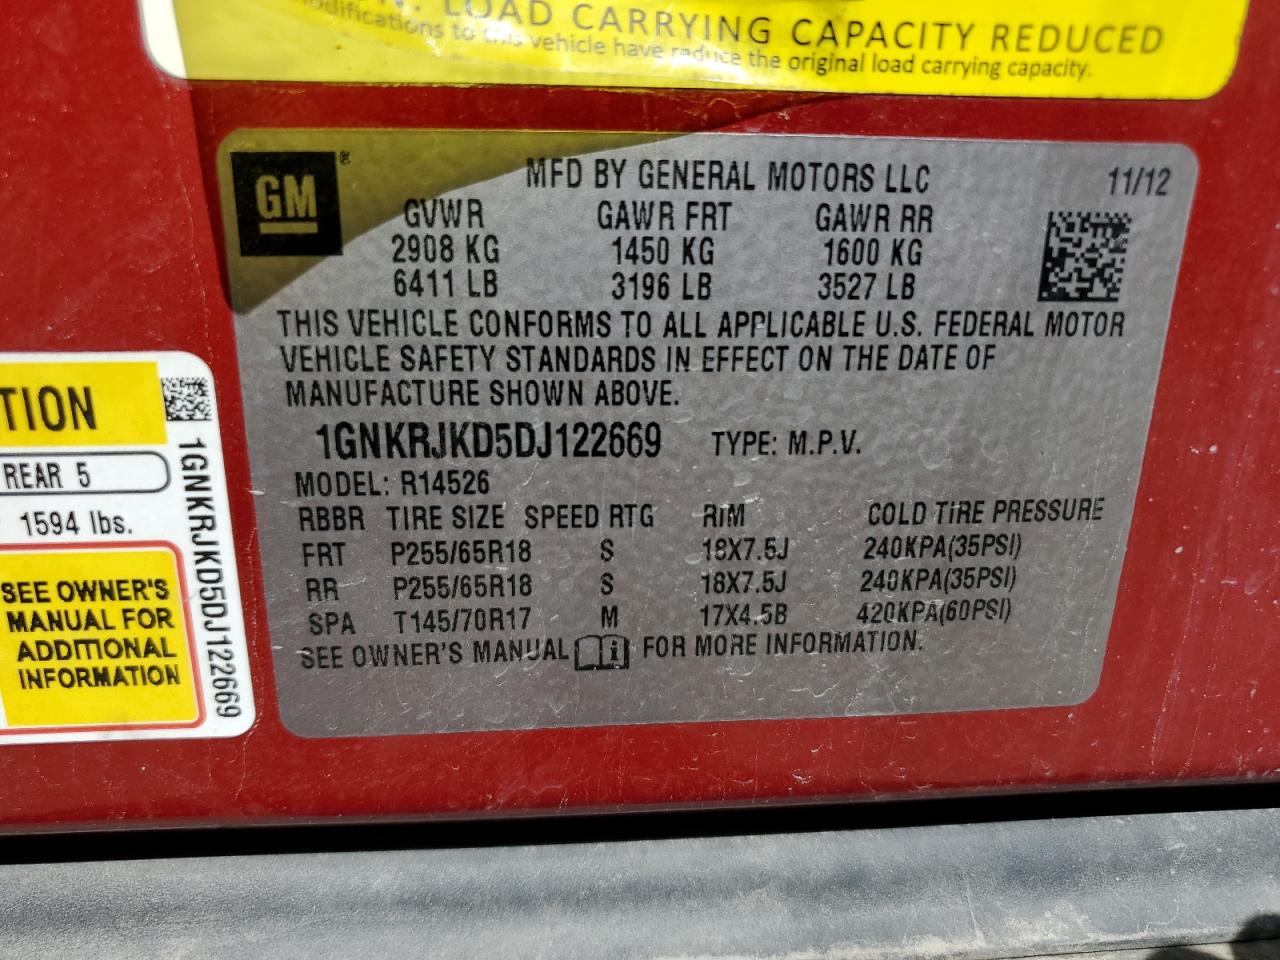 LOAD CARRYING CAPACITY REDUCED
to this vehicle have reduce the original load carrying capacity.
GM ®
MFD BY GENERAL MOTORS LLC 11/12
GVWR GAWR FRT GAWR RR
2908 KG 1450 KG 1600 KG
6411 LB 3196 LB 3527 LB
THIS VEHICLE CONFORMS TO ALL APPLICABLE U.S. FEDERAL MOTOR
VEHICLE SAFETY STANDARDS IN EFFECT ON THE DATE OF
MANUFACTURE SHOWN ABOVE.
1GNKRJKD5DJ122669 TYPE: M.P.V.
MODEL: R14526
RBBR TIRE SIZE SPEED RTG RIM COLD TIRE PRESSURE
FRT P255/65R18 S 18X7.5J 240KPA(35PSI)
RR P255/65R18 S 18X7.5J 240KPA(35PSI)
SPA T145/70R17 M 17X4.5B 420KPA(60PSI)
SEE OWNER'S MANUAL i FOR MORE INFORMATION.
TION
REAR 5
1594 lbs.
SEE OWNER'S
MANUAL FOR
ADDITIONAL
INFORMATION
1GNKRJKD5DJ122669